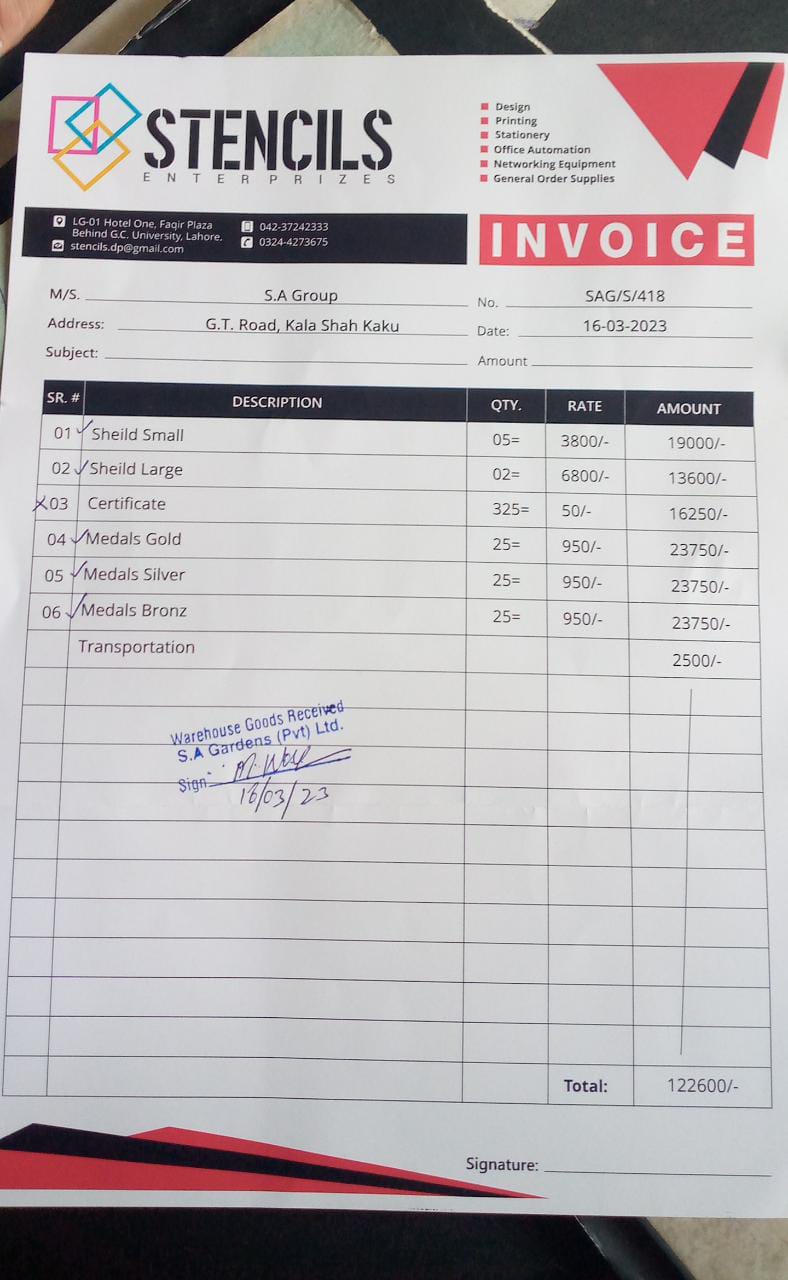 STENCILS
ENTERPRIZES
Design
Printing
Stationery
Office Automation
Networking Equipment
General Order Supplies
LG-01 Hotel One, Faqir Plaza
Behind G.C. University, Lahore.
stencils.dp@gmail.com
042-37242333
0324-4273675
INVOICE
M/S. S.A Group
No. SAG/S/418
Address: G.T. Road, Kala Shah Kaku
Date: 16-03-2023
Subject:
Amount
SR. # DESCRIPTION QTY. RATE AMOUNT
01 Sheild Small 05= 3800/- 19000/-
02 Sheild Large 02= 6800/- 13600/-
03 Certificate 325= 50/- 16250/-
04 Medals Gold 25= 950/- 23750/-
05 Medals Silver 25= 950/- 23750/-
06 Medals Bronz 25= 950/- 23750/-
Transportation 2500/-
Warehouse Goods Received
S.A Gardens (Pvt) Ltd.
Sign:
16/03/23
Total: 122600/-
Signature: